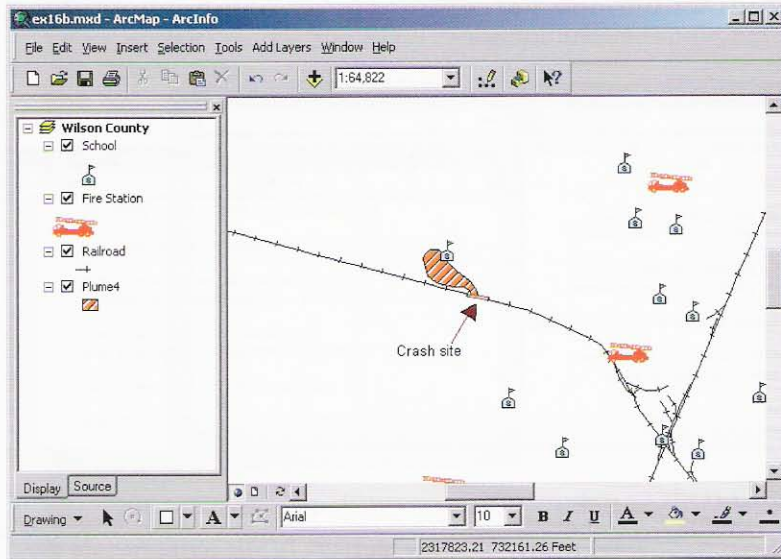 ex16b.mxd - ArcMap - ArcInfo
File Edit View Insert Selection Tools Add Layers Window Help
1:64,822
Wilson County
School
Fire Station
Railroad
Plume4
Crash site
Display Source
Drawing A Arial 10 B I U A
2317823.21 732161.26 Feet